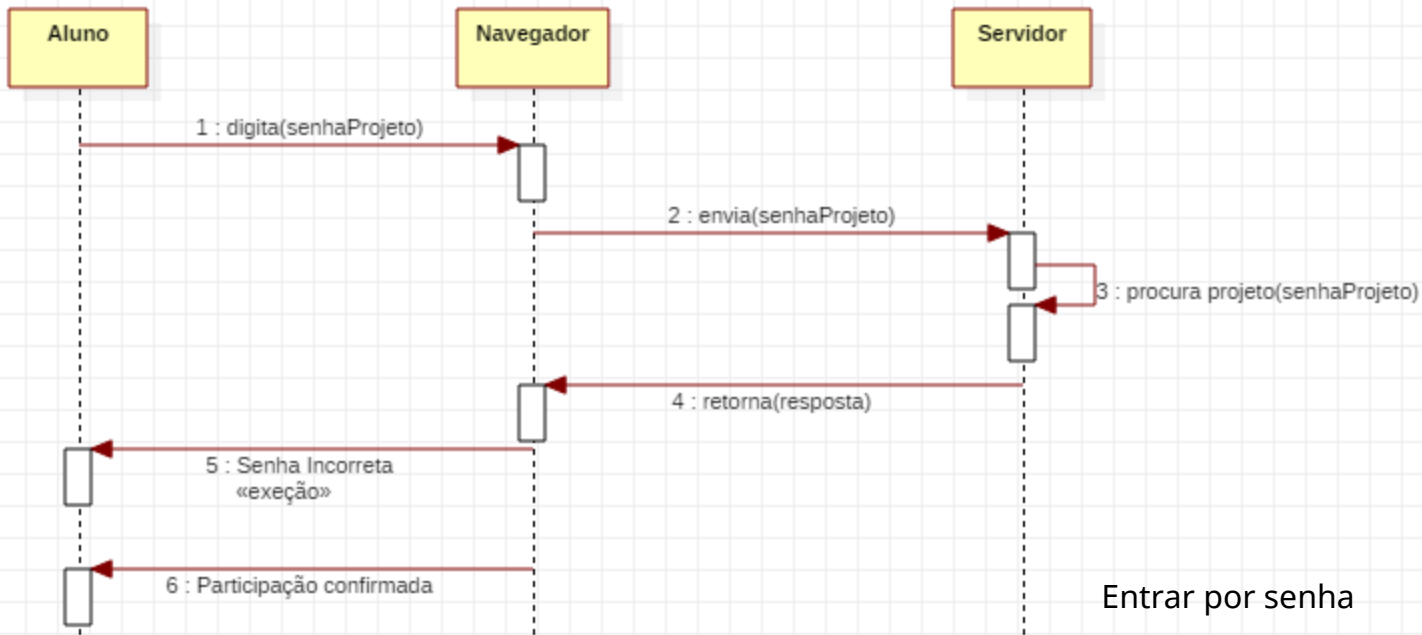 Aluno
Navegador
Servidor
1 : digita(senhaProjeto)
2 : envia(senhaProjeto)
3 : procura projeto(senhaProjeto)
4 : retorna(resposta)
5 : Senha Incorreta
«exeção»
6 : Participação confirmada
Entrar por senha